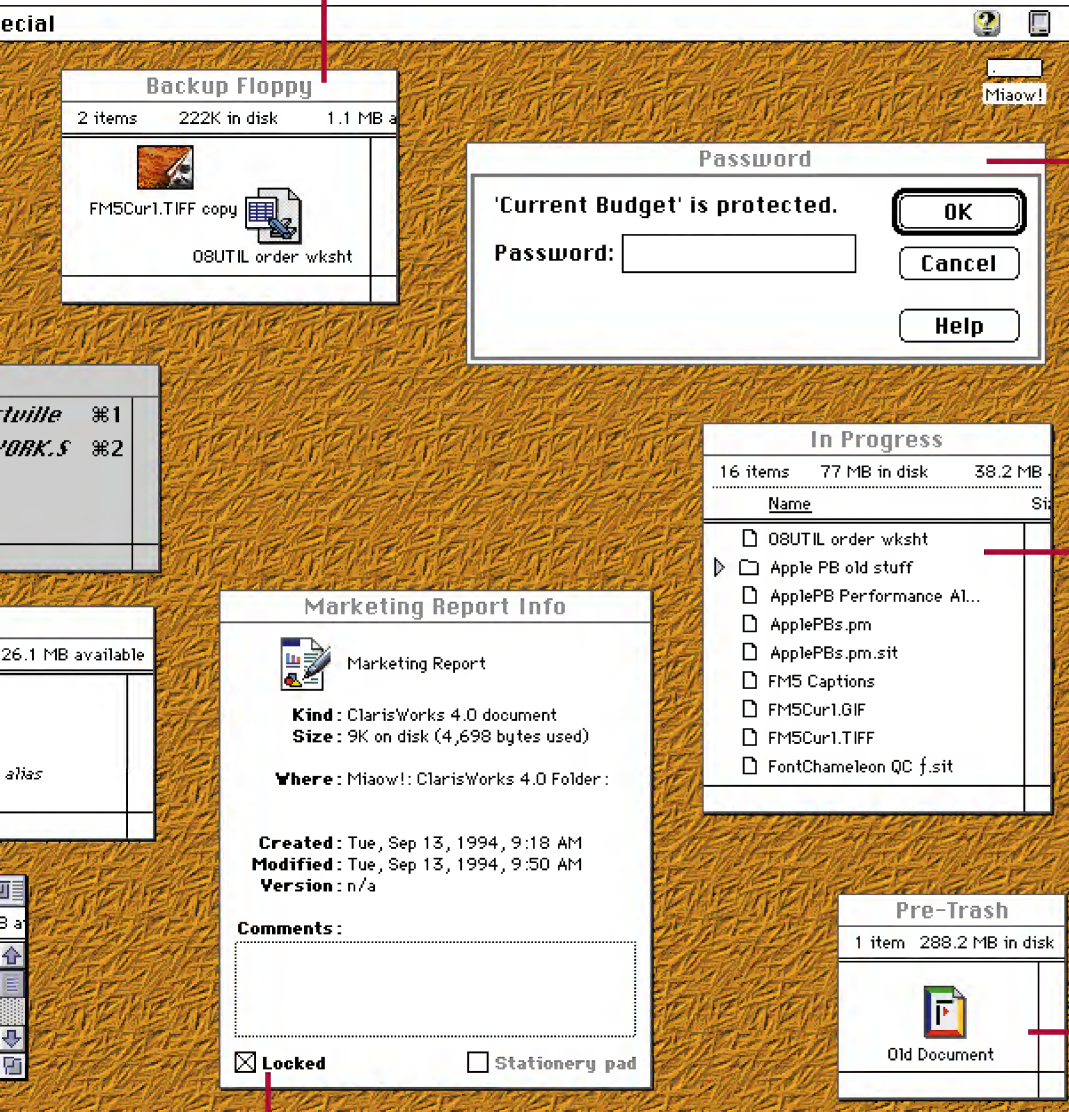 ecial
Miaow!
Backup Floppy
2 items 222K in disk 1.1 MB a
FM5Cur1.TIFF copy
08UTIL order wksht
Password
'Current Budget' is protected.
Password:
OK
Cancel
Help
tville ⌘1
WORK.S ⌘2
In Progress
16 items 77 MB in disk 38.2 MB
Name Siz
08UTIL order wksht
Apple PB old stuff
ApplePB Performance Al...
ApplePBs.pm
ApplePBs.pm.sit
FM5 Captions
FM5Cur1.GIF
FM5Cur1.TIFF
FontChameleon QC ƒ.sit
26.1 MB available
alias
Marketing Report Info
Marketing Report
Kind: ClarisWorks 4.0 document
Size: 9K on disk (4,698 bytes used)
Where: Miaow!: ClarisWorks 4.0 Folder:
Created: Tue, Sep 13, 1994, 9:18 AM
Modified: Tue, Sep 13, 1994, 9:50 AM
Version: n/a
Comments:
Locked
Stationery pad
B a
Pre-Trash
1 item 288.2 MB in disk
Old Document